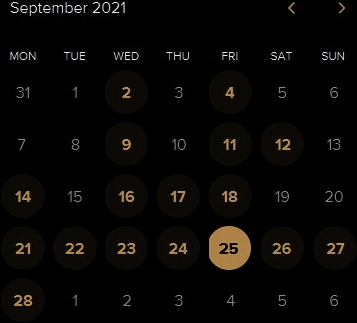 September 2021
MON TUE WED THU FRI SAT SUN
31 1 2 3 4 5 6
7 8 9 10 11 12 13
14 15 16 17 18 19 20
21 22 23 24 25 26 27
28 1 2 3 4 5 6